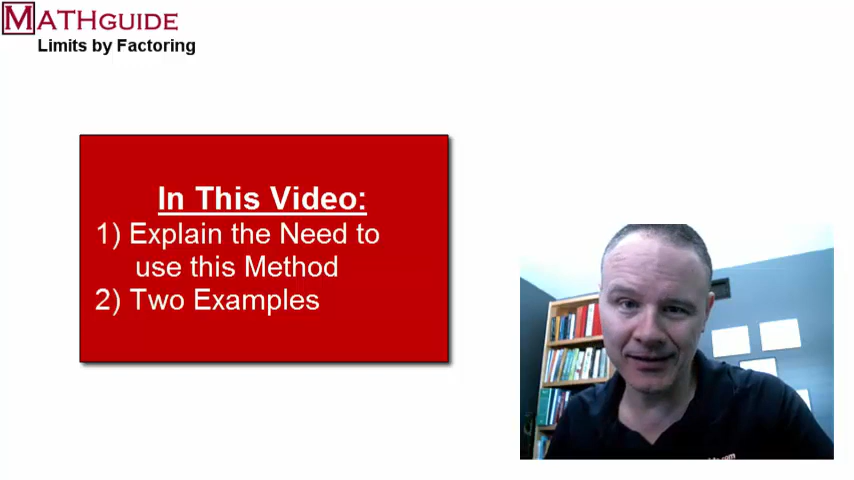 MATHGUIDE
Limits by Factoring
In This Video:
1) Explain the Need to
use this Method
2) Two Examples